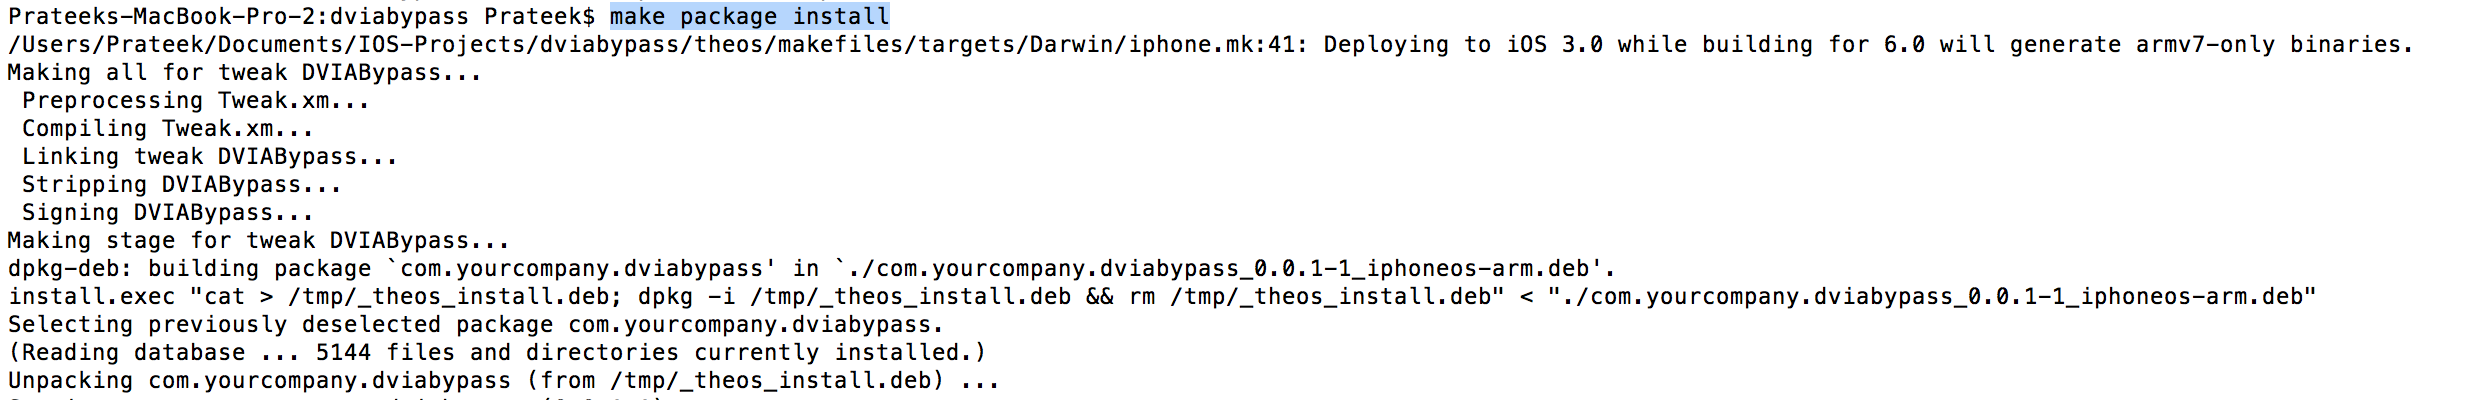 Prateeks-MacBook-Pro-2:dviabypass Prateek$ make package install
/Users/Prateek/Documents/IOS-Projects/dviabypass/theos/makefiles/targets/Darwin/iphone.mk:41: Deploying to iOS 3.0 while building for 6.0 will generate armv7-only binaries.
Making all for tweak DVIABypass...
 Preprocessing Tweak.xm...
 Compiling Tweak.xm...
 Linking tweak DVIABypass...
 Stripping DVIABypass...
 Signing DVIABypass...
Making stage for tweak DVIABypass...
dpkg-deb: building package `com.yourcompany.dviabypass' in `./com.yourcompany.dviabypass_0.0.1-1_iphoneos-arm.deb'.
install.exec "cat > /tmp/_theos_install.deb; dpkg -i /tmp/_theos_install.deb && rm /tmp/_theos_install.deb" < "./com.yourcompany.dviabypass_0.0.1-1_iphoneos-arm.deb"
Selecting previously deselected package com.yourcompany.dviabypass.
(Reading database ... 5144 files and directories currently installed.)
Unpacking com.yourcompany.dviabypass (from /tmp/_theos_install.deb) ...